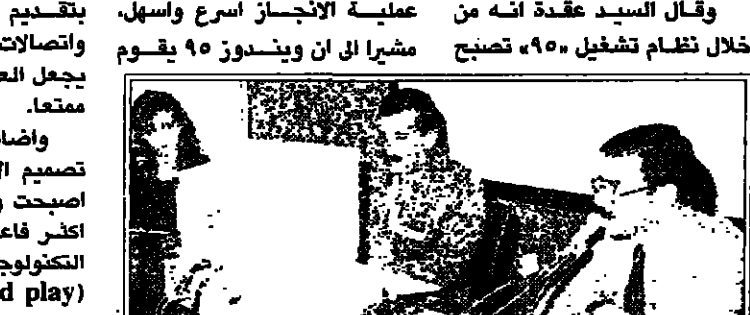 وقال السيد عقدة انه من
خلال نظام تشغيل «٩٥» تصبح
عملية الانجاز اسرع واسهل،
مشيرا الى ان ويندوز ٩٥ يقوم
بتقديم
واتصالات
يجعل
ممتعا.
تصميم
اصبحت
اكثر
(d play